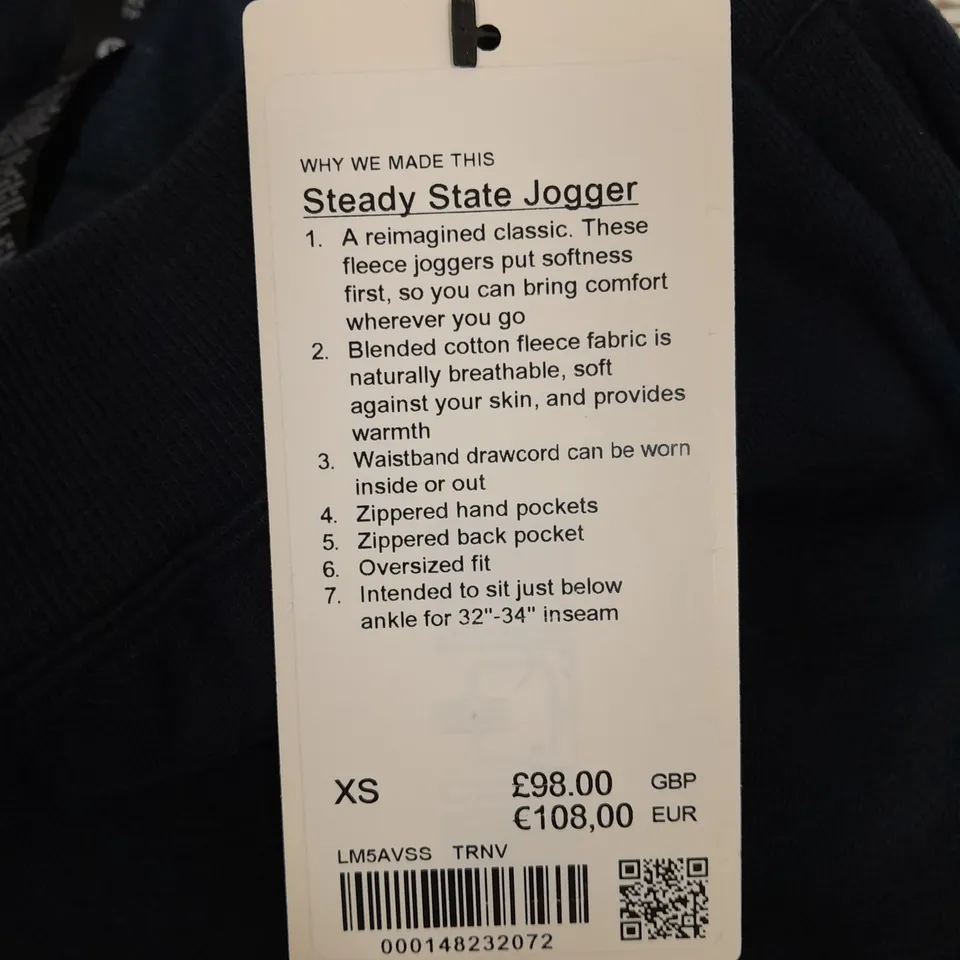 WHY WE MADE THIS
Steady State Jogger
1. A reimagined classic. These
fleece joggers put softness
first, so you can bring comfort
wherever you go
2. Blended cotton fleece fabric is
naturally breathable, soft
against your skin, and provides
warmth
3. Waistband drawcord can be worn
inside or out
4. Zippered hand pockets
5. Zippered back pocket
6. Oversized fit
7. Intended to sit just below
ankle for 32"-34" inseam
XS £98.00 GBP
€108,00 EUR
LM5AVSS TRNV
000148232072